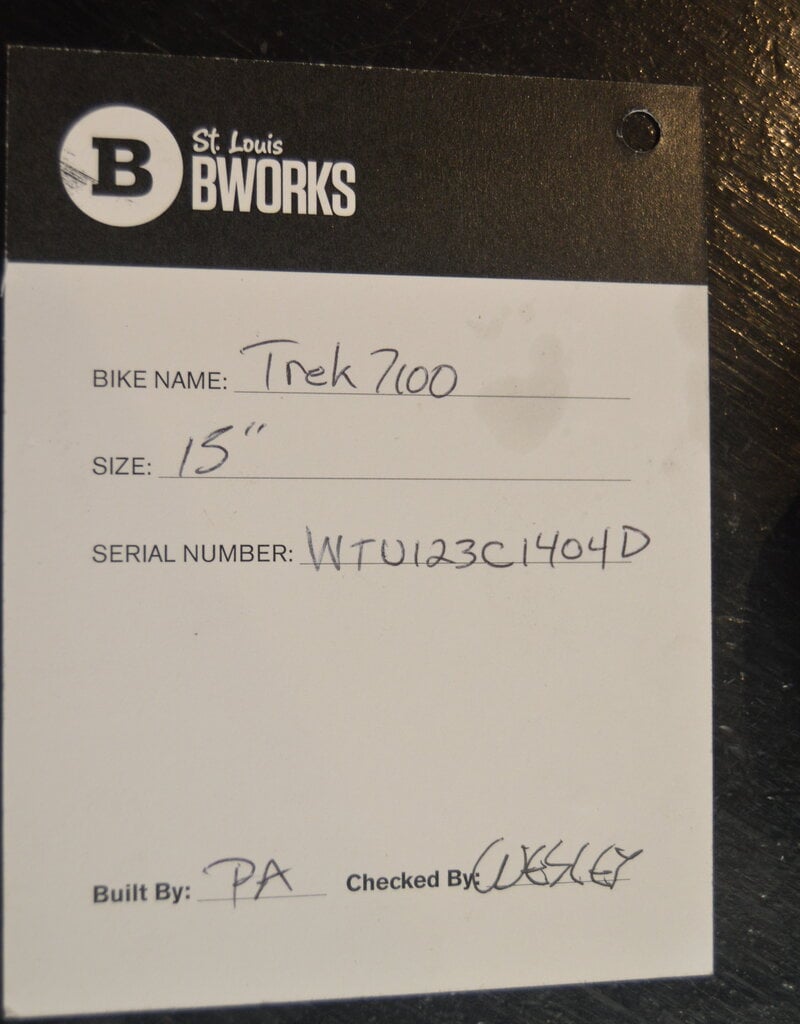 B
St. Louis
BWORKS
BIKE NAME: Trek 7100
SIZE: 15"
SERIAL NUMBER: WTU123C1404D
Built By: PA Checked By: WESLEY